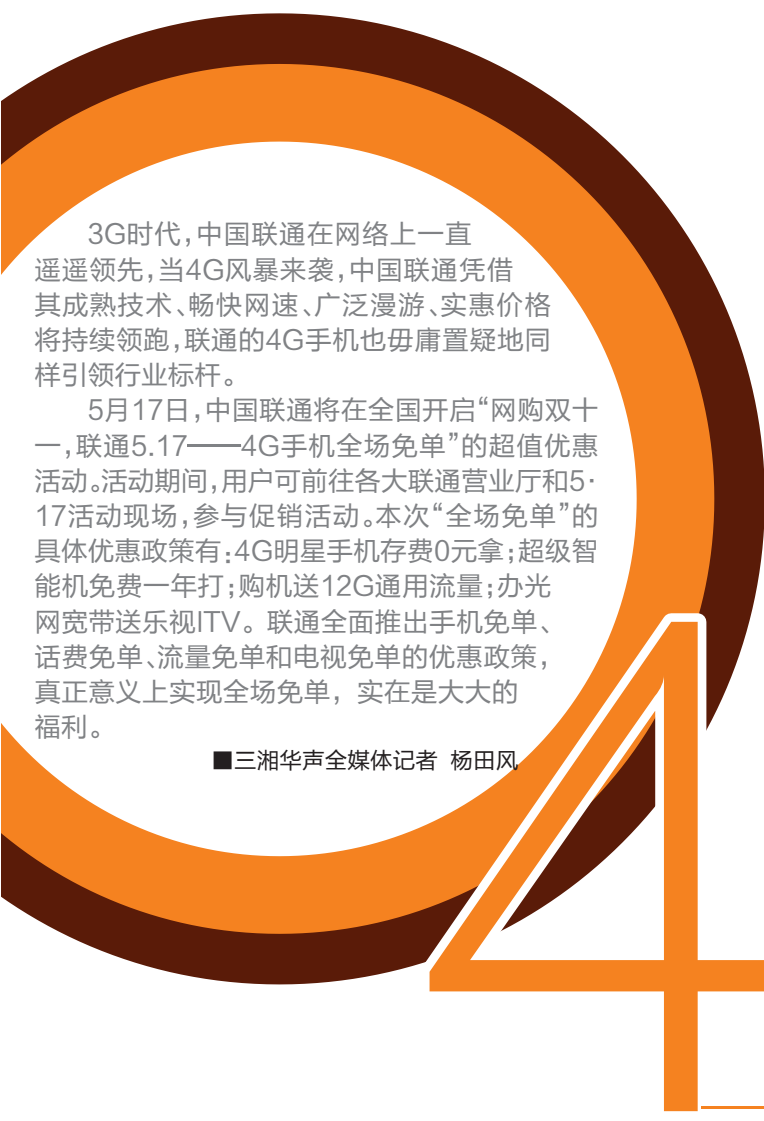 3G时代,中国联通在网络上一直
遥遥领先,当4G风暴来袭,中国联通凭借
其成熟技术、畅快网速、广泛漫游、实惠价格
将持续领跑,联通的4G手机也毋庸置疑地同
样引领行业标杆。
5月17日,中国联通将在全国开启“网购双十
一,联通5.17——4G手机全场免单”的超值优惠
活动。活动期间,用户可前往各大联通营业厅和5·
17活动现场,参与促销活动。本次“全场免单”的
具体优惠政策有:4G明星手机存费0元拿;超级智
能机免费一年打;购机送12G通用流量;办光
网宽带送乐视ITV。联通全面推出手机免单、
话费免单、流量免单和电视免单的优惠政策,
真正意义上实现全场免单，实在是大大的
福利。
■三湘华声全媒体记者 杨田风
4